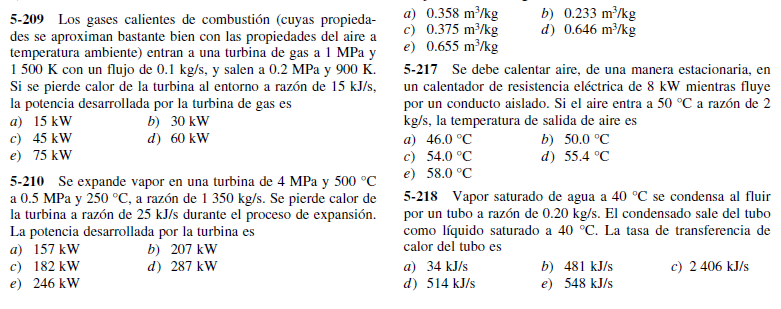 5-209 Los gases calientes de combustión (cuyas propieda-
des se aproximan bastante bien con las propiedades del aire a
temperatura ambiente) entran a una turbina de gas a 1 MPa y
1 500 K con un flujo de 0.1 kg/s, y salen a 0.2 MPa y 900 K.
Si se pierde calor de la turbina al entorno a razón de 15 kJ/s,
la potencia desarrollada por la turbina de gas es
a) 15 kW b) 30 kW
c) 45 kW d) 60 kW
e) 75 kW
5-210 Se expande vapor en una turbina de 4 MPa y 500 °C
a 0.5 MPa y 250 °C, a razón de 1 350 kg/s. Se pierde calor de
la turbina a razón de 25 kJ/s durante el proceso de expansión.
La potencia desarrollada por la turbina es
a) 157 kW b) 207 kW
c) 182 kW d) 287 kW
e) 246 kW
a) 0.358 m³/kg b) 0.233 m³/kg
c) 0.375 m³/kg d) 0.646 m³/kg
e) 0.655 m³/kg
5-217 Se debe calentar aire, de una manera estacionaria, en
un calentador de resistencia eléctrica de 8 kW mientras fluye
por un conducto aislado. Si el aire entra a 50 °C a razón de 2
kg/s, la temperatura de salida de aire es
a) 46.0 °C b) 50.0 °C
c) 54.0 °C d) 55.4 °C
e) 58.0 °C
5-218 Vapor saturado de agua a 40 °C se condensa al fluir
por un tubo a razón de 0.20 kg/s. El condensado sale del tubo
como líquido saturado a 40 °C. La tasa de transferencia de
calor del tubo es
a) 34 kJ/s b) 481 kJ/s c) 2 406 kJ/s
d) 514 kJ/s e) 548 kJ/s